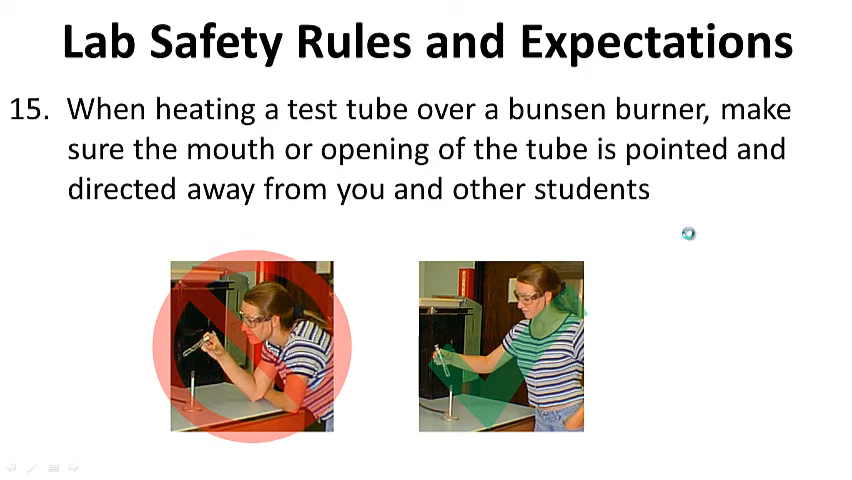 Lab Safety Rules and Expectations
15. When heating a test tube over a bunsen burner, make
sure the mouth or opening of the tube is pointed and
directed away from you and other students